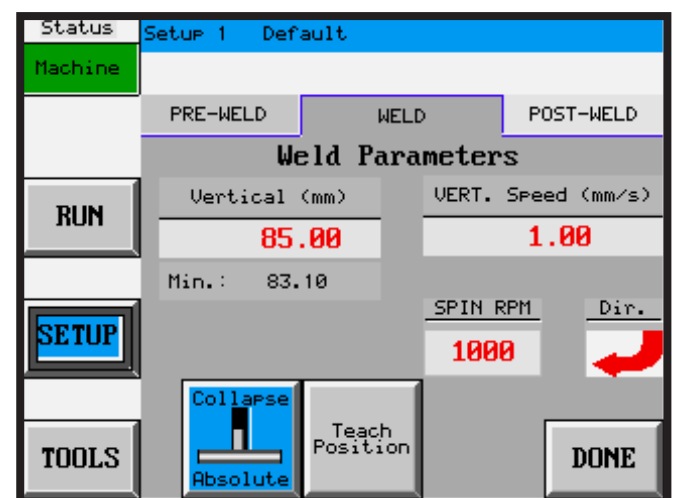 Status
Setup 1 Default
Machine
PRE-WELD WELD POST-WELD
Weld Parameters
Vertical (mm) VERT. Speed (mm/s)
RUN
85.00 1.00
Min.: 83.10
SPIN RPM Dir.
SETUP
1000
Collapse
Teach
Position
TOOLS
DONE
Absolute